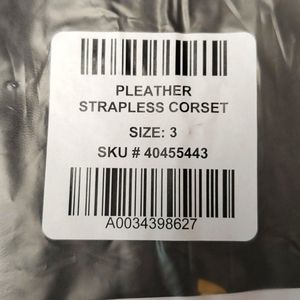 PLEATHER
STRAPLESS CORSET
SIZE: 3
SKU # 40455443
A0034398627